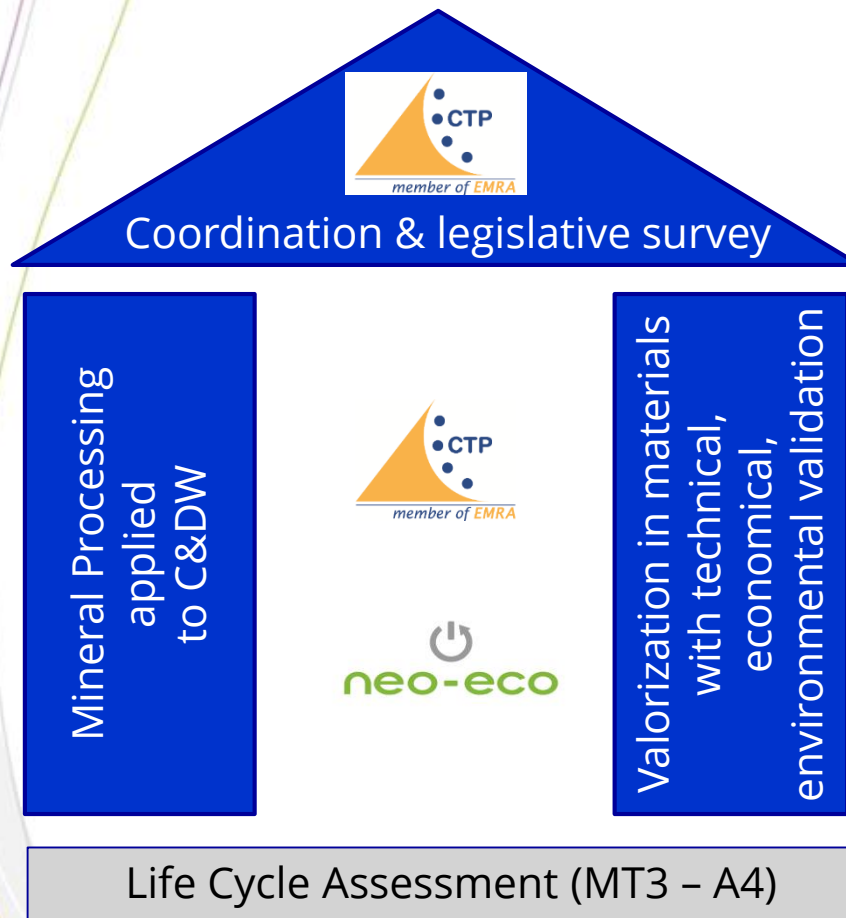 CTP
member of EMRA
Coordination & legislative survey
Mineral Processing
applied
to C&DW
CTP
member of EMRA
neo-eco
Valorization in materials
with technical,
economical,
environmental validation
Life Cycle Assessment (MT3 – A4)